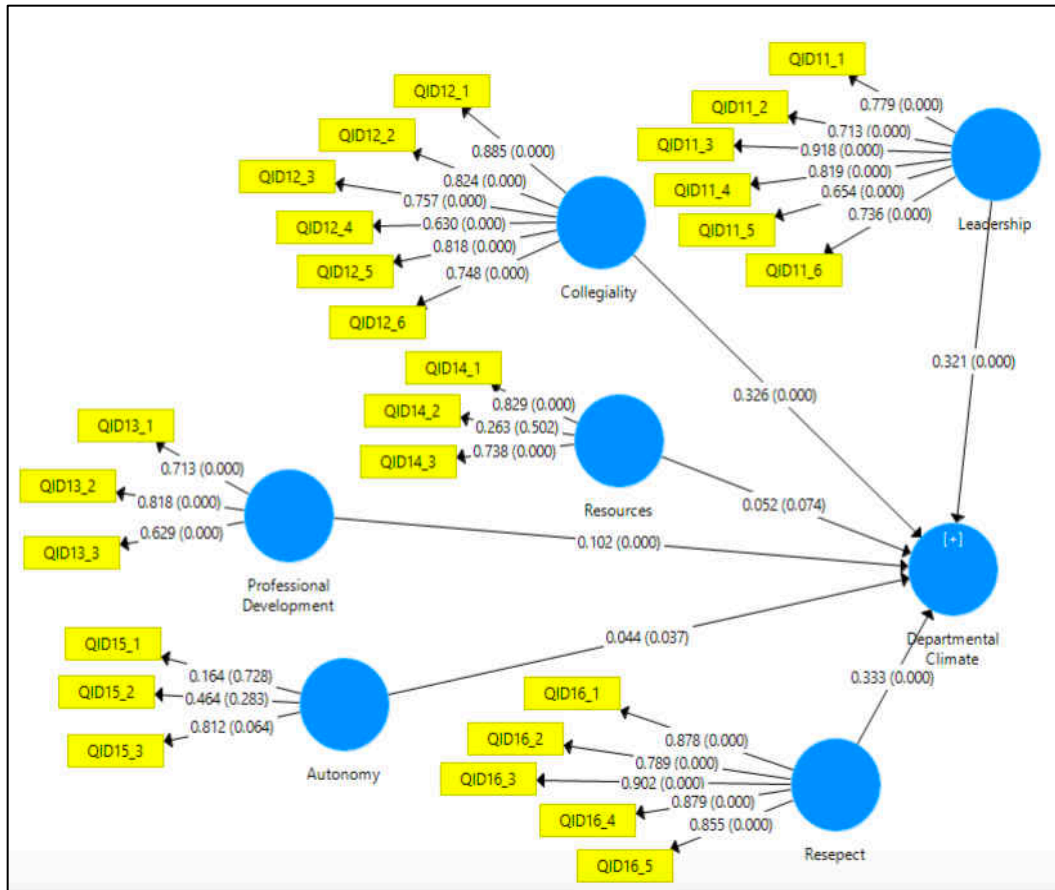 QID12_1
QID12_2
QID12_3
QID12_4
QID12_5
QID12_6
0.885 (0.000)
0.824 (0.000)
0.757 (0.000)
0.630 (0.000)
0.818 (0.000)
0.748 (0.000)
Collegiality
QID11_1
QID11_2
QID11_3
QID11_4
QID11_5
QID11_6
0.779 (0.000)
0.713 (0.000)
0.918 (0.000)
0.819 (0.000)
0.654 (0.000)
0.736 (0.000)
Leadership
0.321 (0.000)
0.326 (0.000)
QID14_1
QID14_2
QID14_3
0.829 (0.000)
0.263 (0.502)
0.738 (0.000)
Resources
0.052 (0.074)
QID13_1
QID13_2
QID13_3
0.713 (0.000)
0.818 (0.000)
0.629 (0.000)
Professional
Development
0.102 (0.000)
[+]
Departmental
Climate
QID15_1
QID15_2
QID15_3
0.164 (0.728)
0.464 (0.283)
0.812 (0.064)
Autonomy
0.044 (0.037)
0.333 (0.000)
QID16_1
QID16_2
QID16_3
QID16_4
QID16_5
0.878 (0.000)
0.789 (0.000)
0.902 (0.000)
0.879 (0.000)
0.855 (0.000)
Resepect